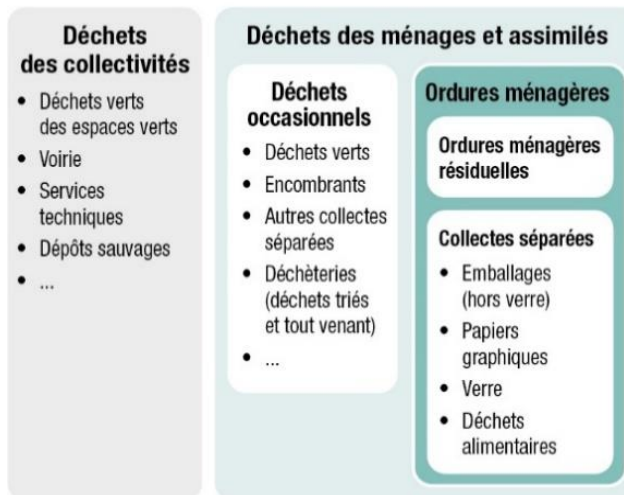 Déchets
des collectivités
• Déchets verts
des espaces verts
• Voirie
• Services
techniques
• Dépôts sauvages
• ...
Déchets des ménages et assimilés
Déchets
occasionnels
• Déchets verts
• Encombrants
• Autres collectes
séparées
• Déchèteries
(déchets triés
et tout venant)
• ...
Ordures ménagères
Ordures ménagères
résiduelles
Collectes séparées
• Emballages
(hors verre)
• Papiers
graphiques
• Verre
• Déchets
alimentaires